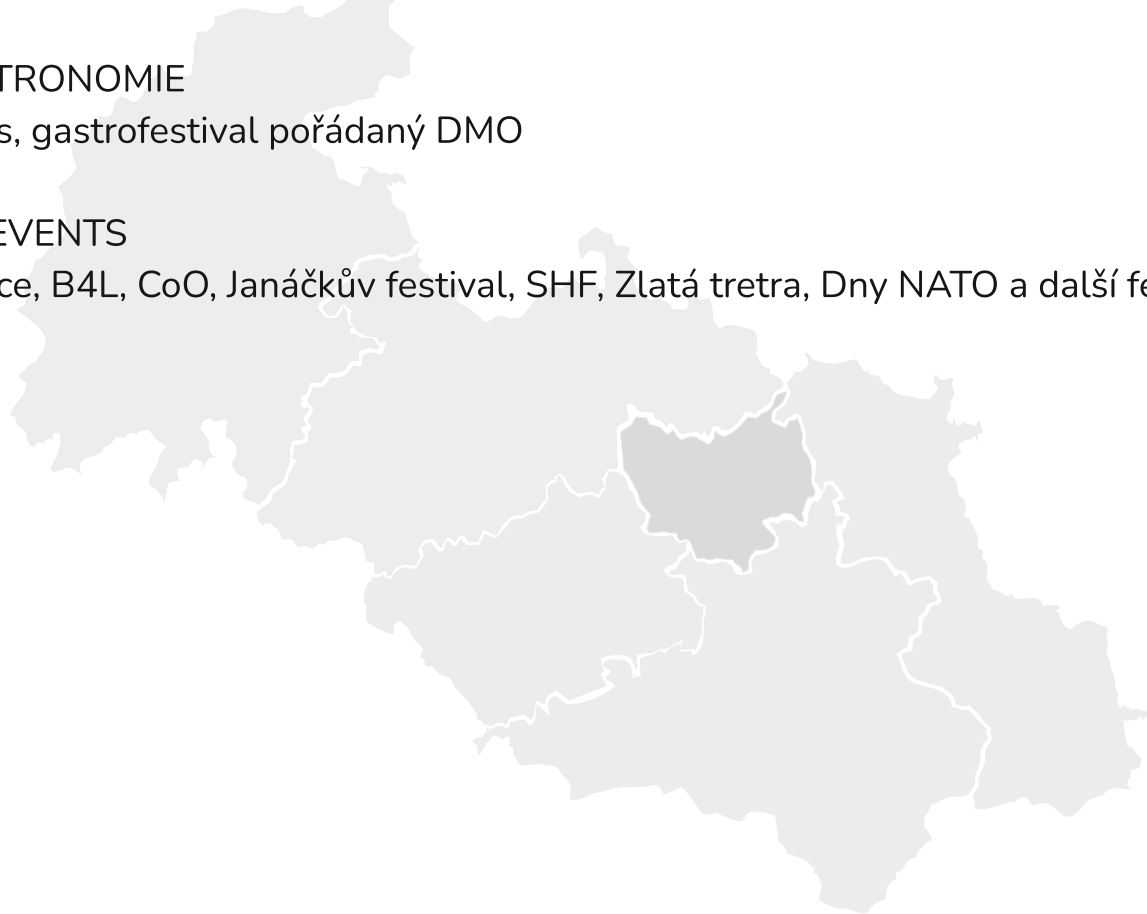 TRONOMIE
s, gastrofestival pořádaný DMO
EVENTS
ce, B4L, CoO, Janáčkův festival, SHF, Zlatá tretra, Dny NATO a další fe